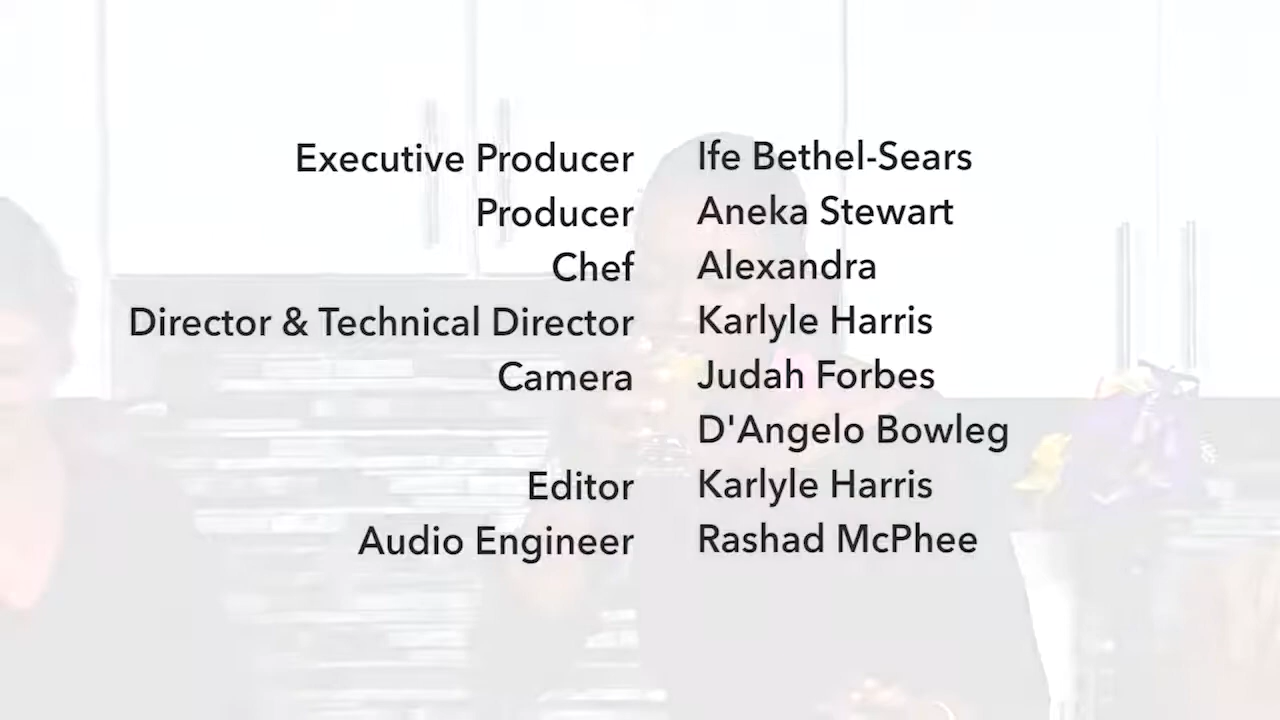 Executive Producer Ife Bethel-Sears
Producer Aneka Stewart
Chef Alexandra
Director & Technical Director Karlyle Harris
Camera Judah Forbes
D'Angelo Bowleg
Editor Karlyle Harris
Audio Engineer Rashad McPhee